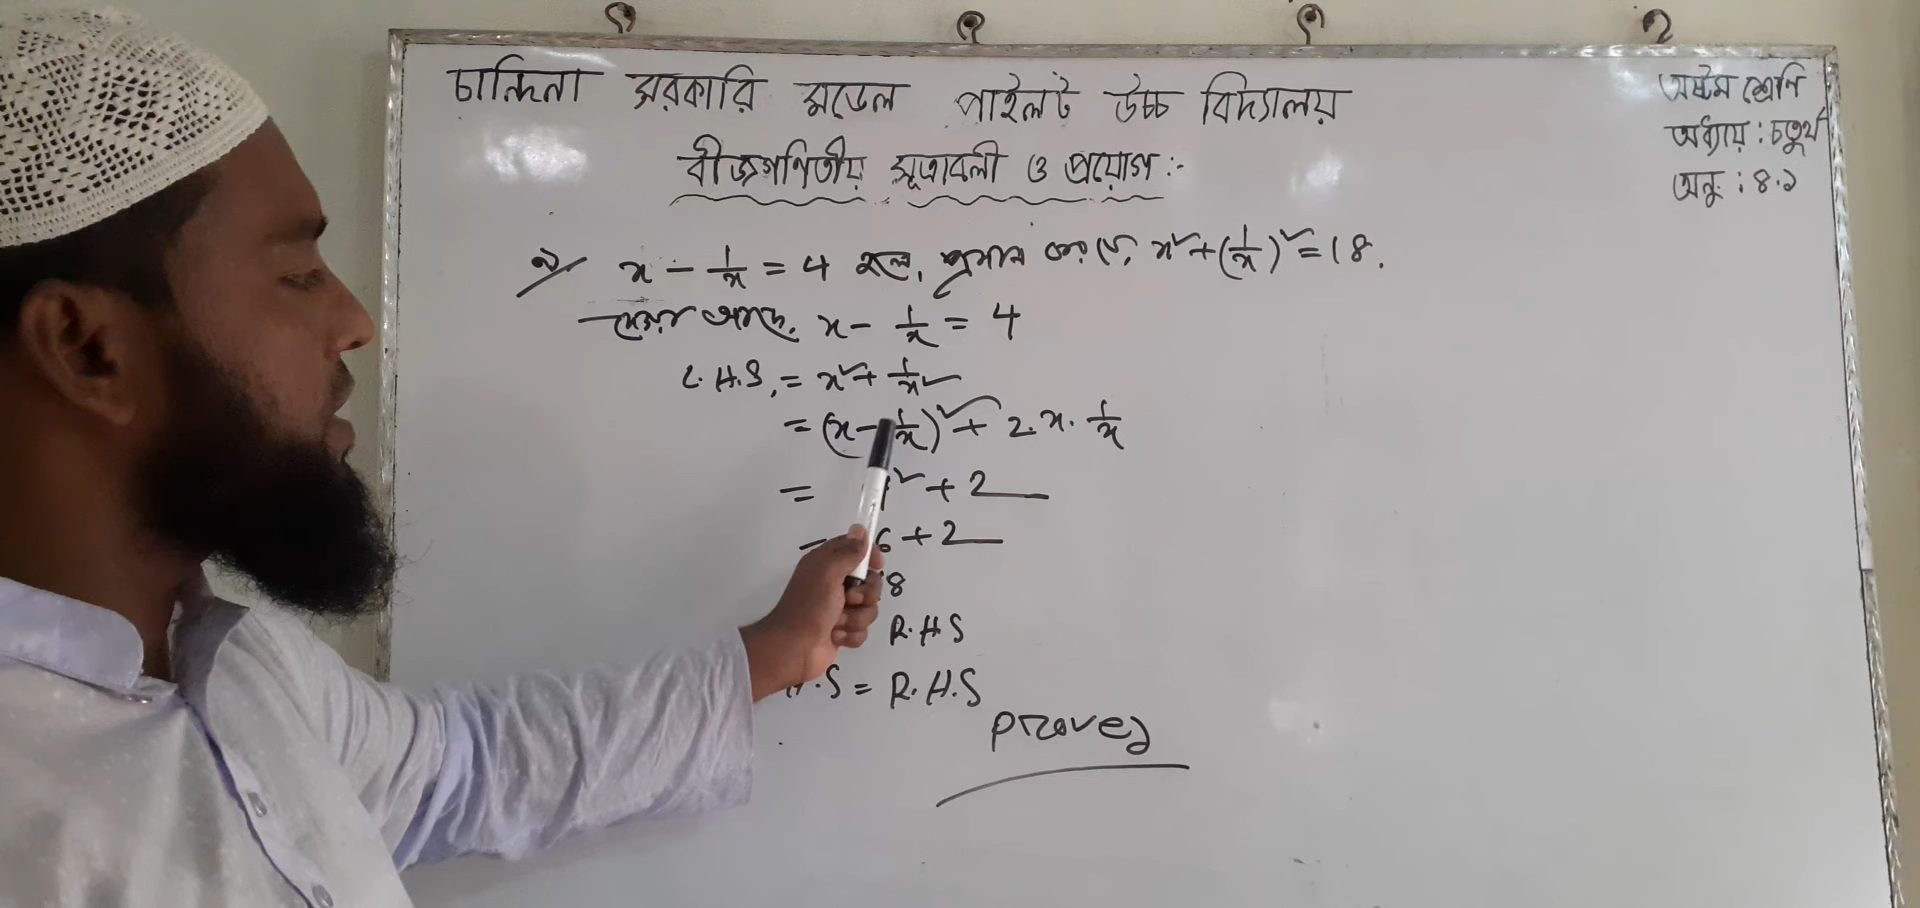 চান্দিনা সরকারি মডেল পাইলট উচ্চ বিদ্যালয়
বীজগণিতীয় সূত্রাবলী ও প্রয়োগ:-
অষ্টম শ্রেণি
অধ্যায় : চতুর্থ
অনু : ৪.১
৯/ x - 1/x = 4 হলে, প্রমান কর যে, x² + (1/x)² = 18.
দেওয়া আছে, x - 1/x = 4
L.H.S. = x² + 1/x²
= (x - 1/x)² + 2.x. 1/x
= ² + 2
= 6 + 2
8
R.H.S
H.S = R.H.S
proved